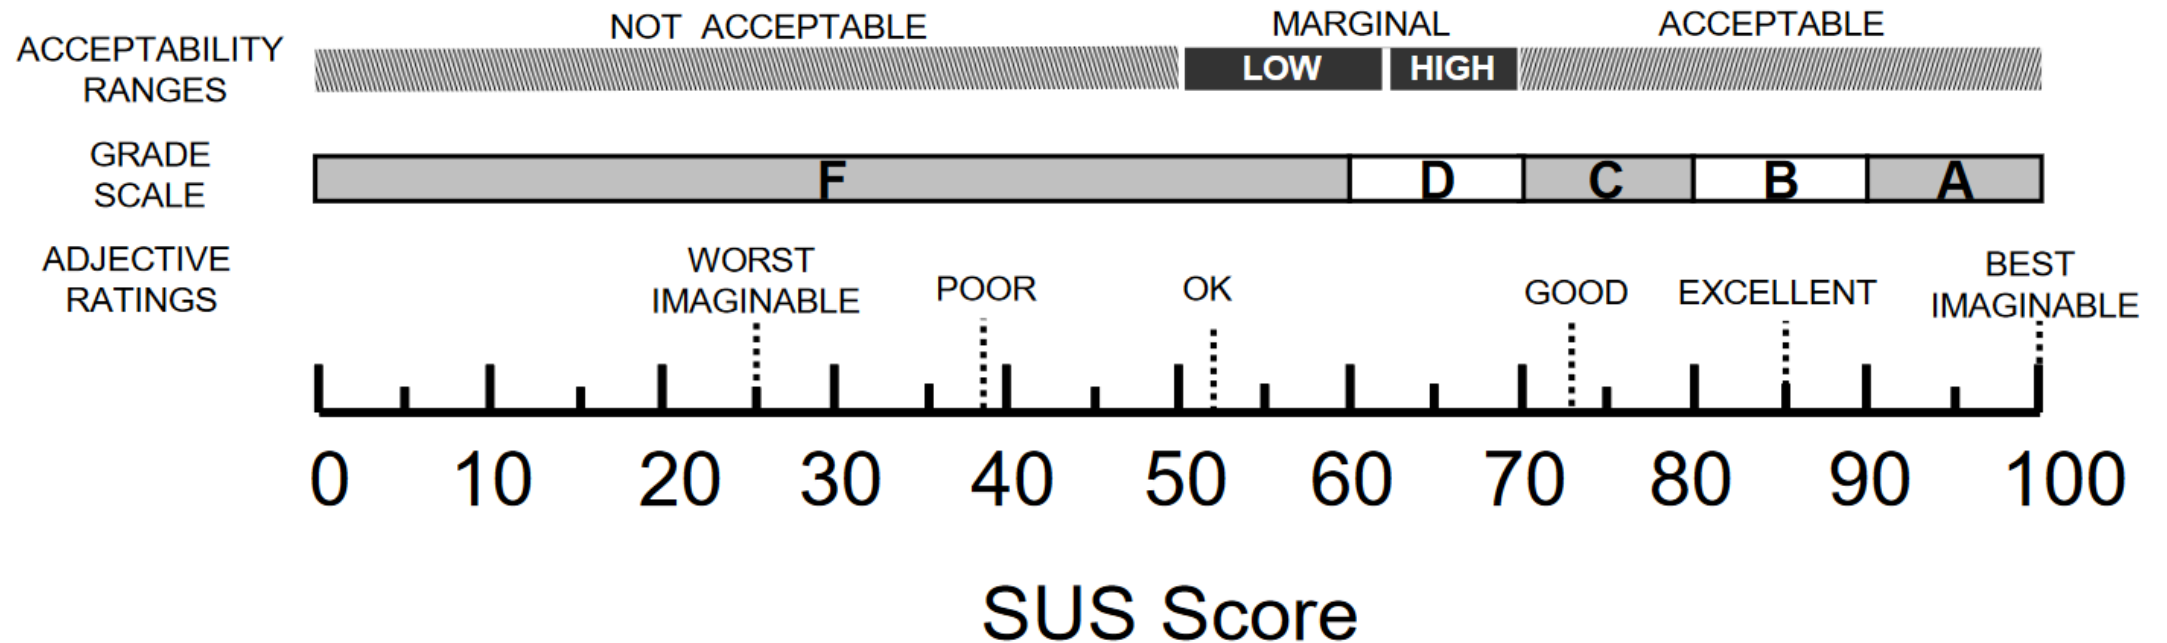 NOT ACCEPTABLE MARGINAL ACCEPTABLE
ACCEPTABILITY
RANGES
LOW HIGH
GRADE
SCALE
F D C B A
ADJECTIVE
RATINGS
WORST
IMAGINABLE
POOR
OK
GOOD
EXCELLENT
BEST
IMAGINABLE
0 10 20 30 40 50 60 70 80 90 100
SUS Score